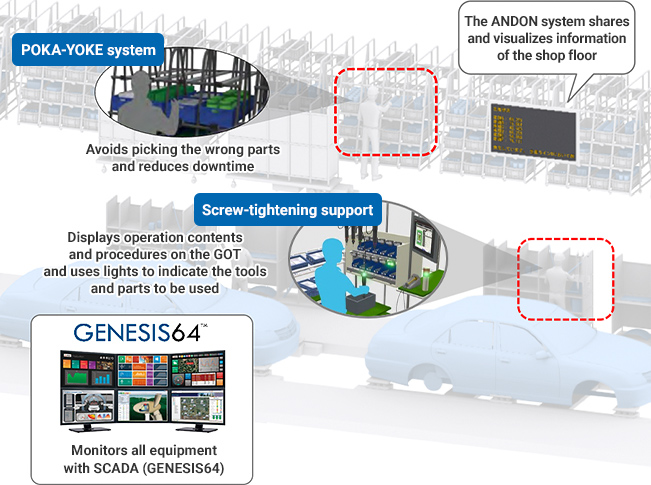 POKA-YOKE system
The ANDON system shares
and visualizes information
of the shop floor
Avoids picking the wrong parts
and reduces downtime
Screw-tightening support
Displays operation contents
and procedures on the GOT
and uses lights to indicate the tools
and parts to be used
GENESIS64™
Monitors all equipment
with SCADA (GENESIS64)